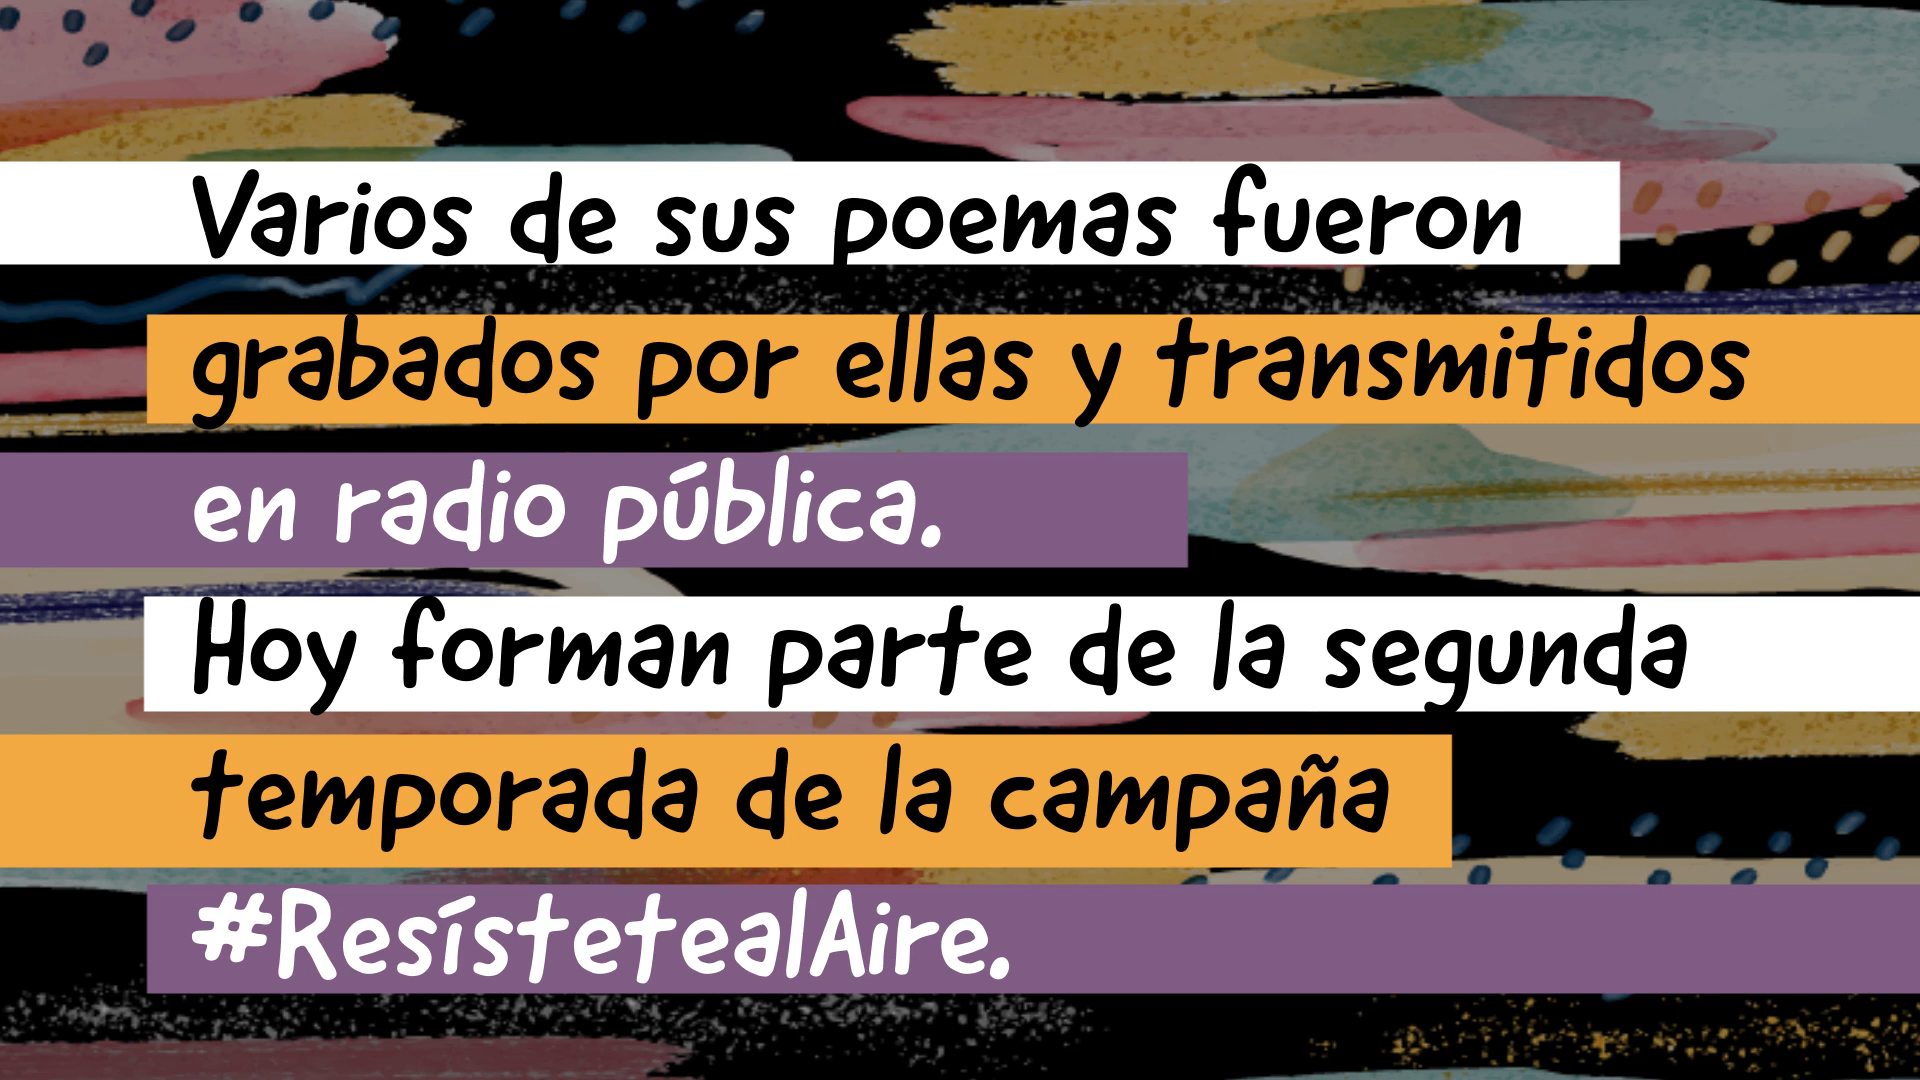 Varios de sus poemas fueron
grabados por ellas y transmitidos
en radio pública.
Hoy forman parte de la segunda
temporada de la campaña
#ResístetealAire.